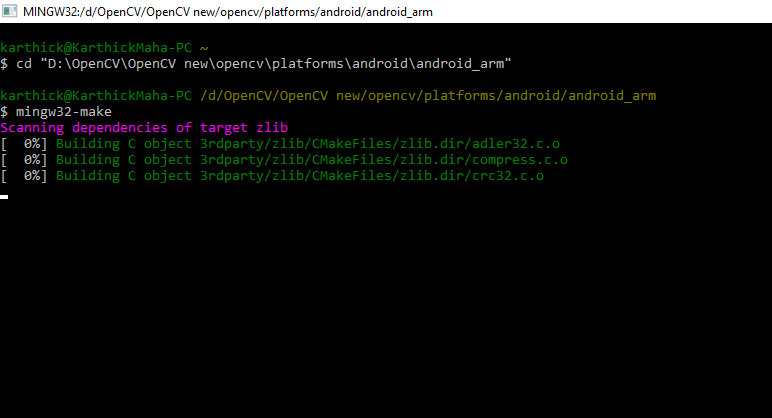 MINGW32:/d/OpenCV/OpenCV new/opencv/platforms/android/android_arm
karthick@KarthickMaha-PC ~
$ cd "D:\OpenCV\OpenCV new\opencv\platforms\android\android_arm"
karthick@KarthickMaha-PC /d/OpenCV/OpenCV new/opencv/platforms/android/android_arm
$ mingw32-make
Scanning dependencies of target zlib
[  0%] Building C object 3rdparty/zlib/CMakeFiles/zlib.dir/adler32.c.o
[  0%] Building C object 3rdparty/zlib/CMakeFiles/zlib.dir/compress.c.o
[  0%] Building C object 3rdparty/zlib/CMakeFiles/zlib.dir/crc32.c.o